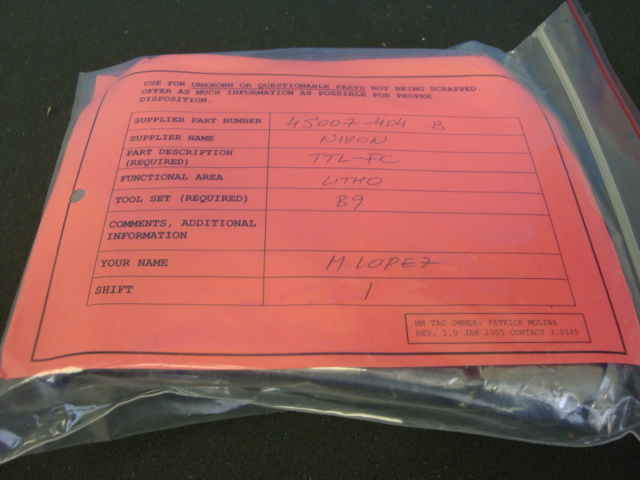 USE FOR UNKNOWN OR QUESTIONABLE PARTS NOT BEING SCRAPPED.
OFFER AS MUCH INFORMATION AS POSSIBLE FOR PROPER
DISPOSITION.
SUPPLIER PART NUMBER 45007-404 B
SUPPLIER NAME NIKON
PART DESCRIPTION
(REQUIRED) TTL-FC
FUNCTIONAL AREA LITHO
TOOL SET (REQUIRED) B9
COMMENTS, ADDITIONAL
INFORMATION
YOUR NAME M. LOPEZ
SHIFT 1
NM TAG OWNER: PATRICK MOLINA
REV. 1.0 JAN 2005 CONTACT 3.9345